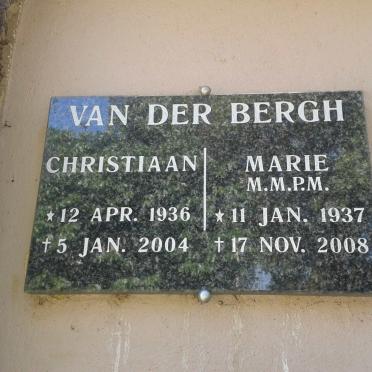 VAN DER BERGH
CHRISTIAAN
★12 APR. 1936
†5 JAN. 2004
MARIE
M.M.P.M.
★11 JAN. 1937
†17 NOV. 2008